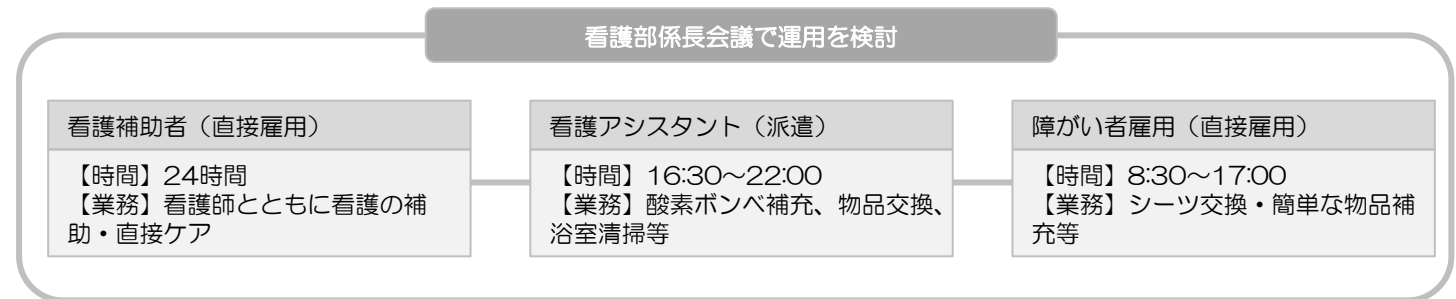 看護部係長会議で運用を検討
看護補助者（直接雇用）
【時間】24時間
【業務】看護師とともに看護の補
助・直接ケア
看護アシスタント（派遣）
【時間】16:30～22:00
【業務】酸素ボンベ補充、物品交換、
浴室清掃等
障がい者雇用（直接雇用）
【時間】8:30～17:00
【業務】シーツ交換・簡単な物品補
充等